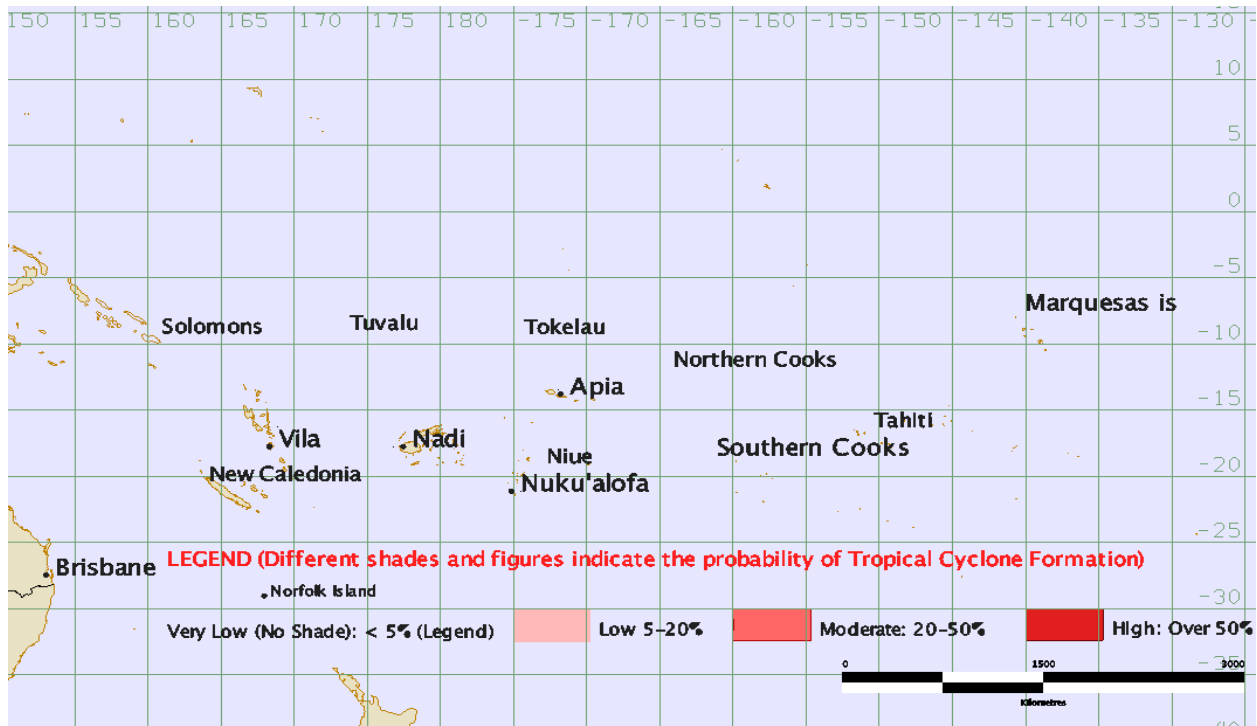 150 155 160 165 170 175 180 -175 -170 -165 -160 -155 -150 -145 -140 -135 -130
10
5
0
-5
Marquesas is
Solomons Tuvalu Tokelau -10
Northern Cooks
Apia
-15
Tahiti
Vila Nadi Southern Cooks
Niue
New Caledonia -20
Nuku'alofa
-25
LEGEND (Different shades and figures indicate the probability of Tropical Cyclone Formation)
Brisbane
Norfolk Island -30
Very Low (No Shade): < 5% (Legend) Low 5-20% Moderate: 20-50% High: Over 50%
-35
0 1500 3000
Kilometres